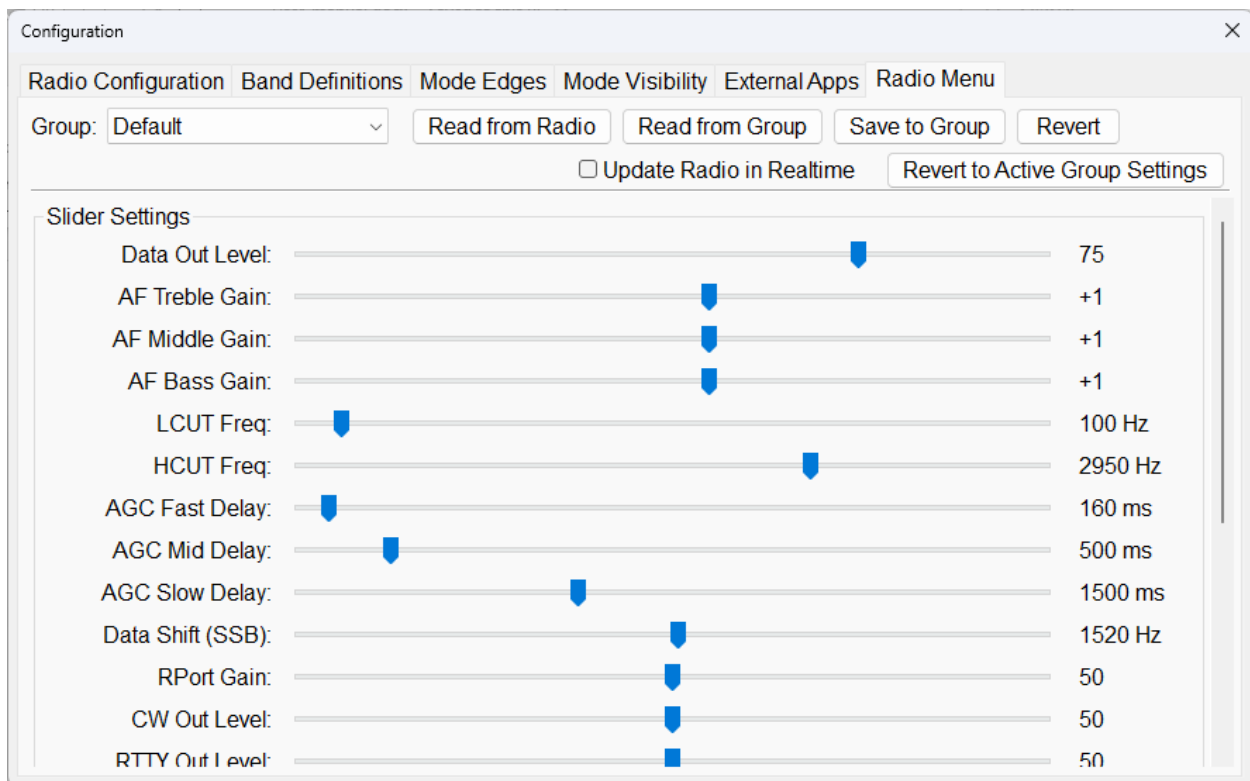 Configuration
Radio Configuration Band Definitions Mode Edges Mode Visibility External Apps Radio Menu
Group: Default Read from Radio Read from Group Save to Group Revert
Update Radio in Realtime Revert to Active Group Settings
Slider Settings
Data Out Level: 75
AF Treble Gain: +1
AF Middle Gain: +1
AF Bass Gain: +1
LCUT Freq: 100 Hz
HCUT Freq: 2950 Hz
AGC Fast Delay: 160 ms
AGC Mid Delay: 500 ms
AGC Slow Delay: 1500 ms
Data Shift (SSB): 1520 Hz
RPort Gain: 50
CW Out Level: 50
RTTY Out Level: 50